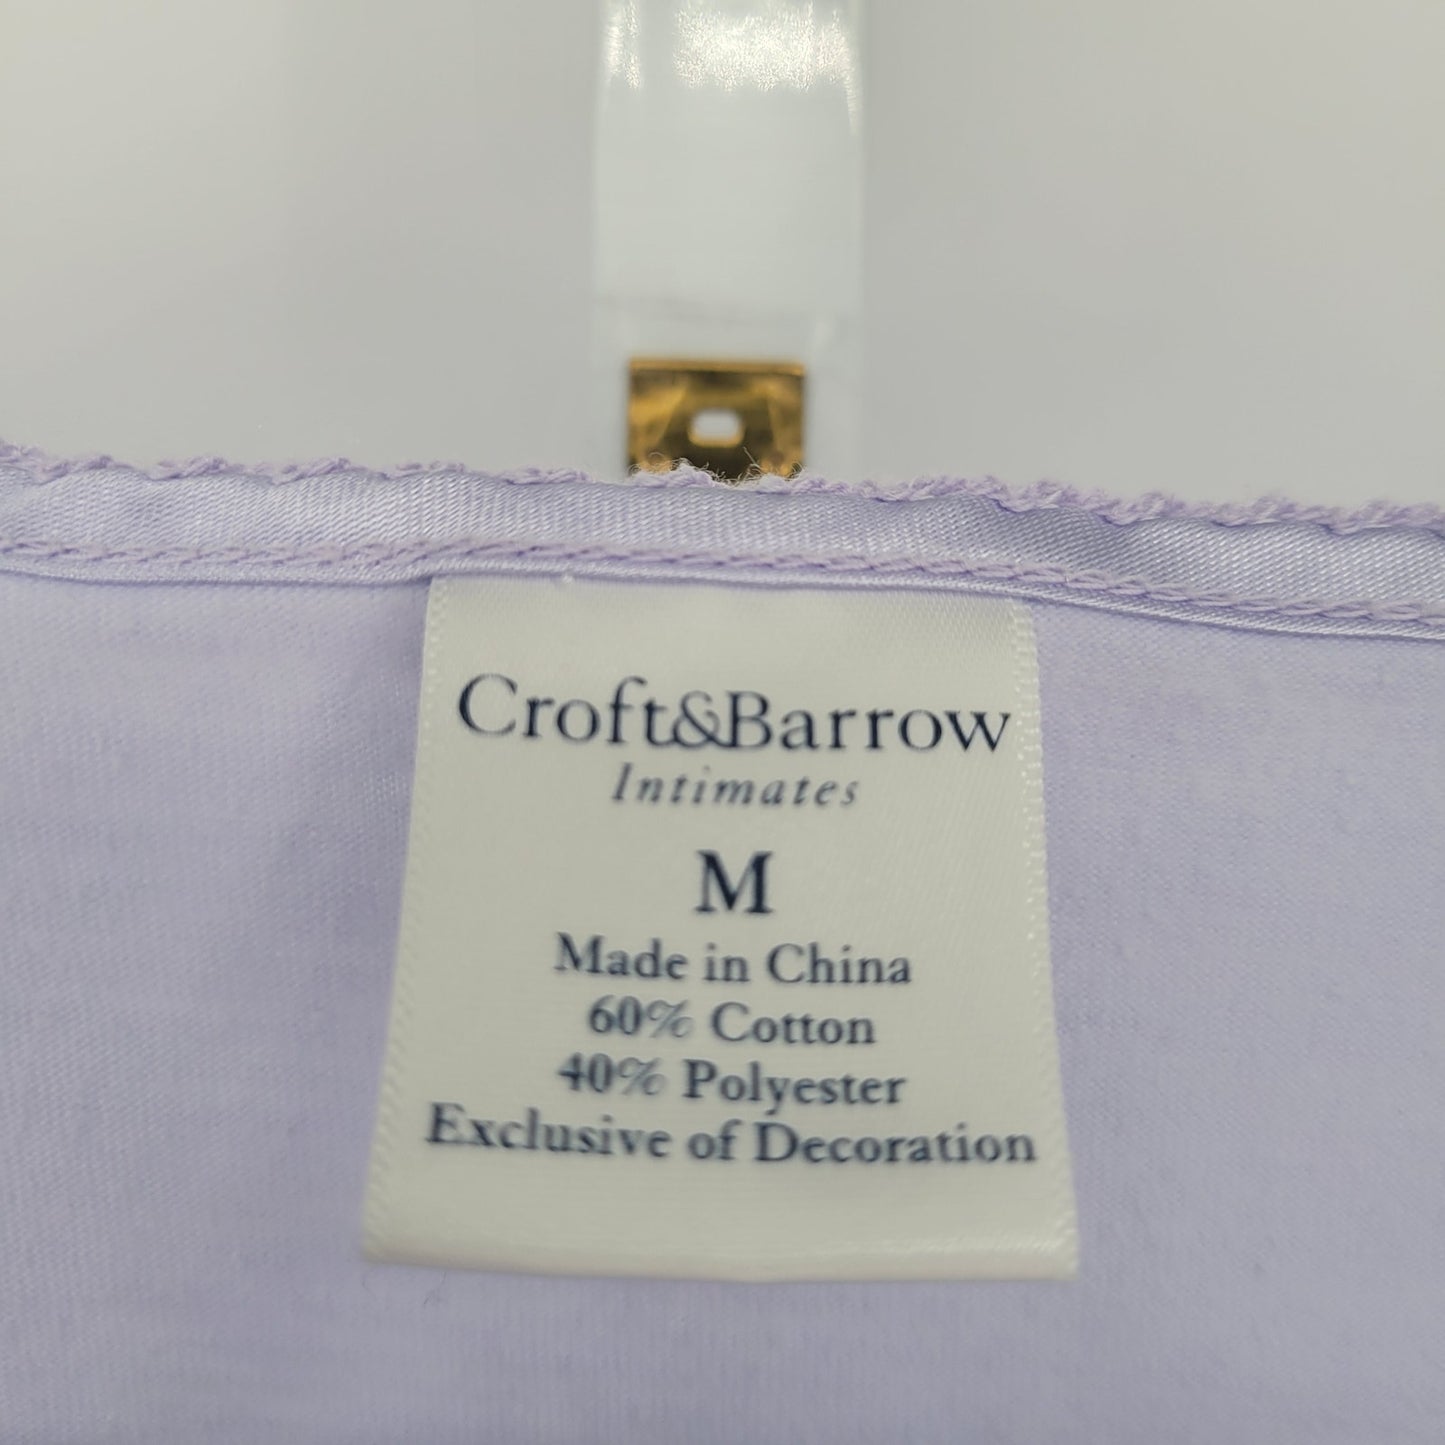 Croft&Barrow
Intimates
M
Made in China
60% Cotton
40% Polyester
Exclusive of Decoration